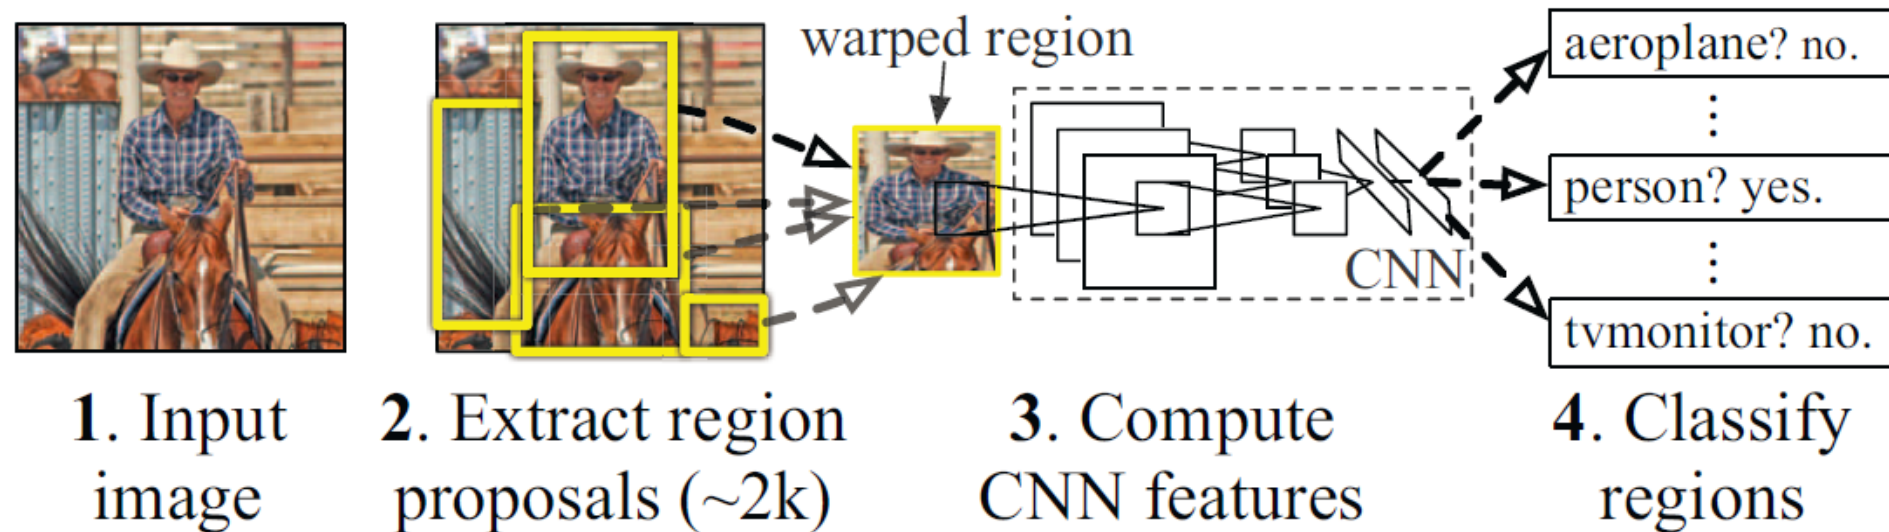 warped region
aeroplane? no.
⋮
person? yes.
⋮
tvmonitor? no.
CNN
1. Input
image
2. Extract region
proposals (~2k)
3. Compute
CNN features
4. Classify
regions